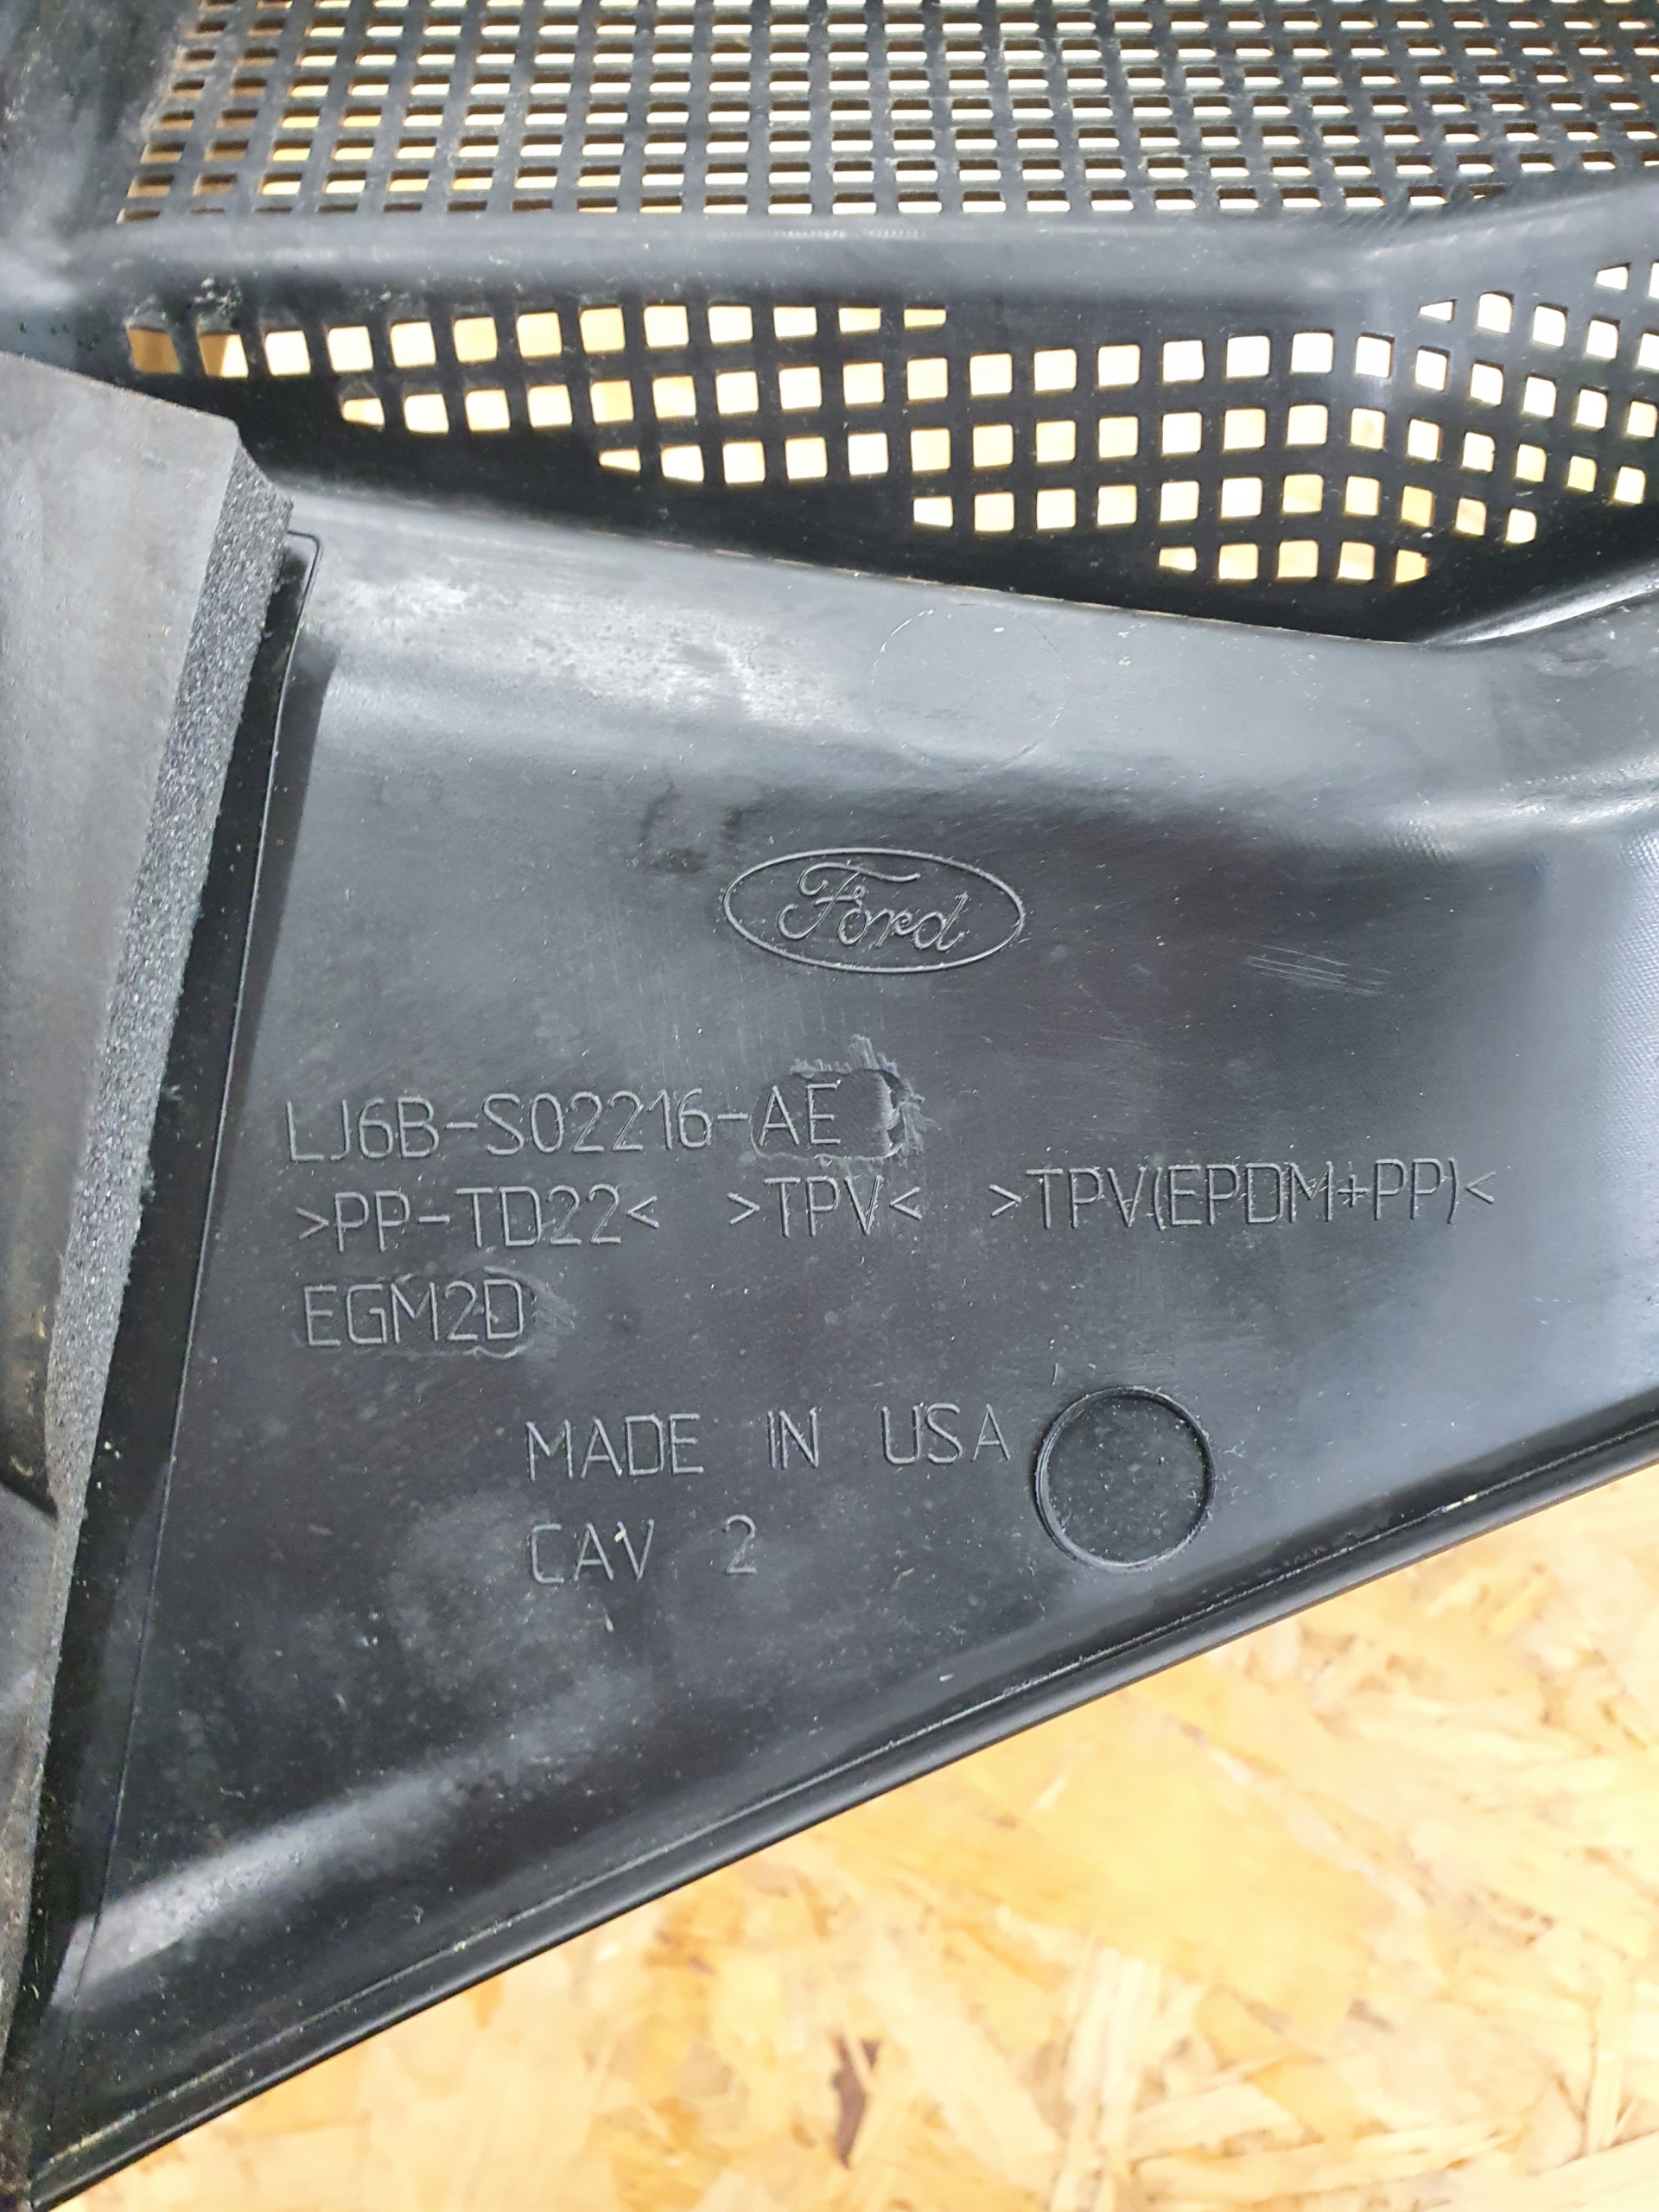 Ford
LJ6B-S02216-AE
>PP-TD22< >TPV< >TPV(EPDM+PP)<
EGM2D
MADE IN USA
CAV 2